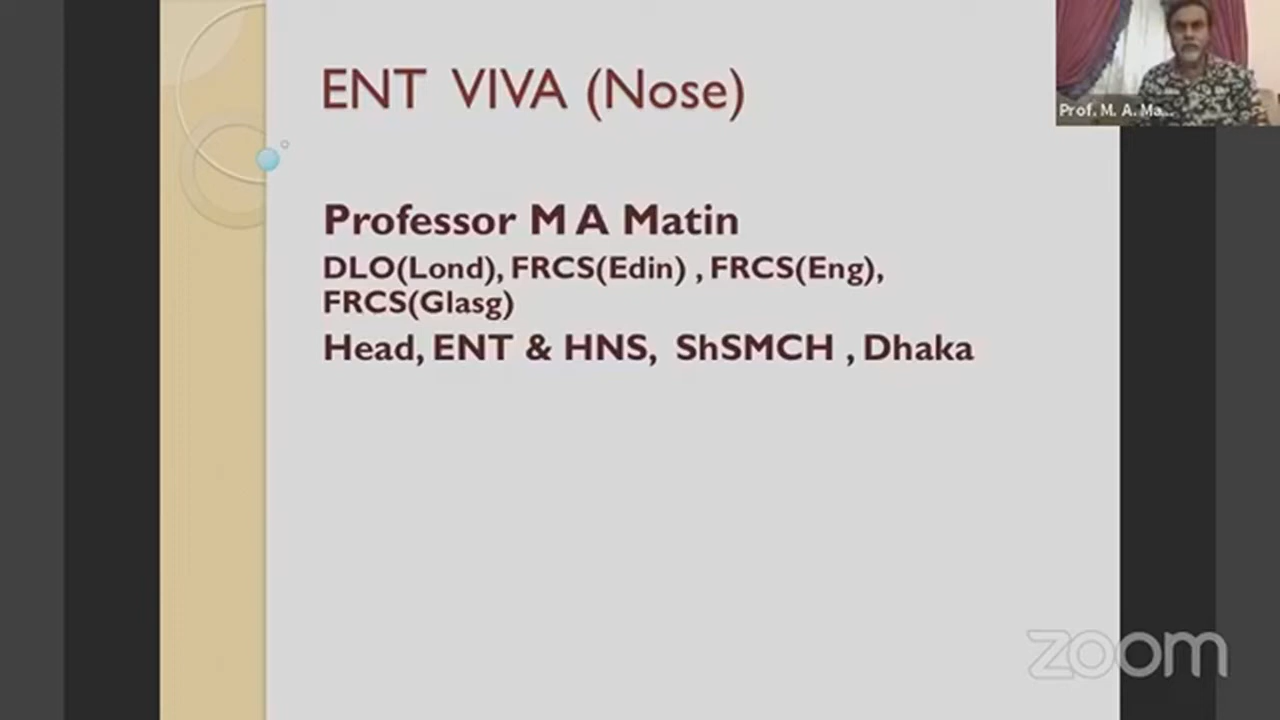 ENT VIVA (Nose)
Prof. M. A. Ma...
Professor M A Matin
DLO(Lond), FRCS(Edin) , FRCS(Eng),
FRCS(Glasg)
Head, ENT & HNS, ShSMCH , Dhaka
zoom